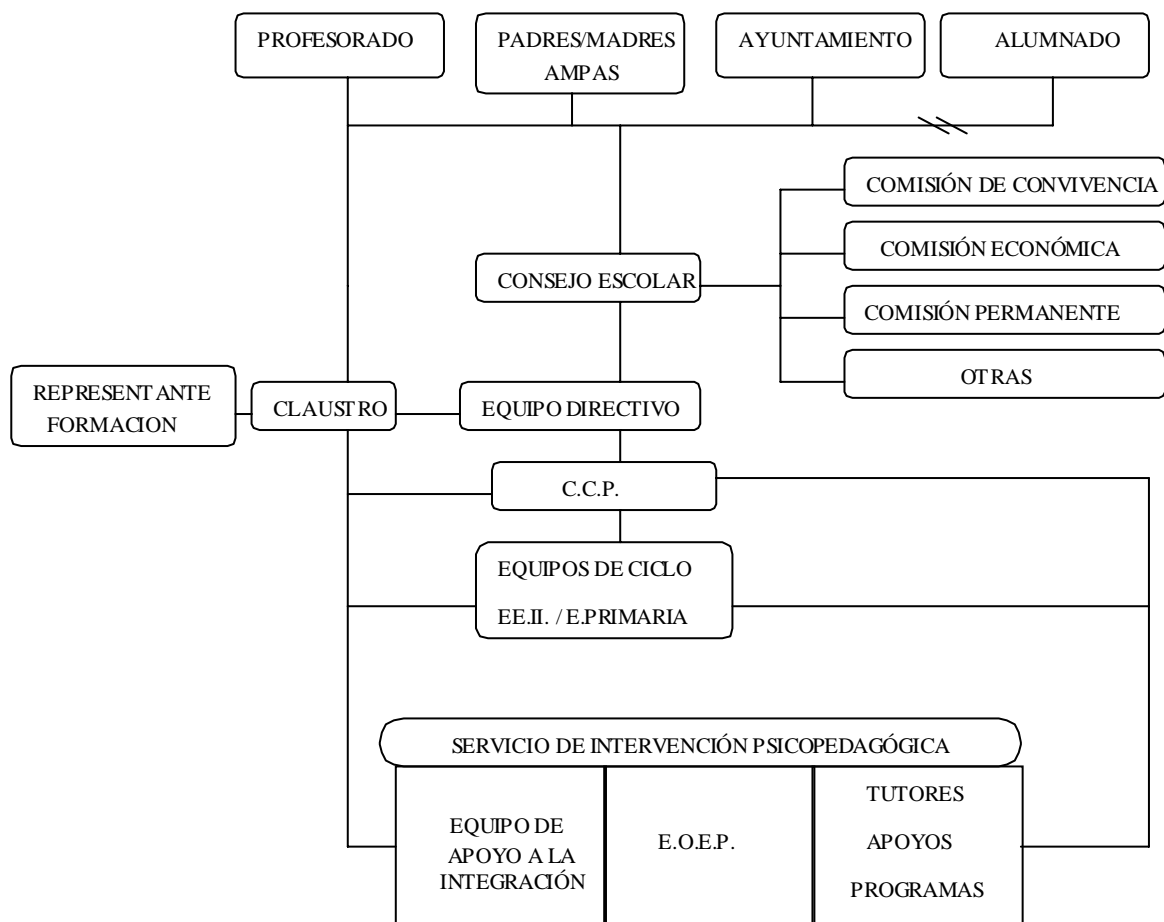 PROFESORADO
PADRES/MADRES
AMPAS
AYUNTAMIENTO
ALUMNADO
COMISIÓN DE CONVIVENCIA
COMISIÓN ECONÓMICA
CONSEJO ESCOLAR
COMISIÓN PERMANENTE
OTRAS
REPRESENTANTE
FORMACION
CLAUSTRO
EQUIPO DIRECTIVO
C.C.P.
EQUIPOS DE CICLO
EE.II. / E.PRIMARIA
SERVICIO DE INTERVENCIÓN PSICOPEDAGÓGICA
EQUIPO DE
APOYO A LA
INTEGRACIÓN
E.O.E.P.
TUTORES
APOYOS
PROGRAMAS